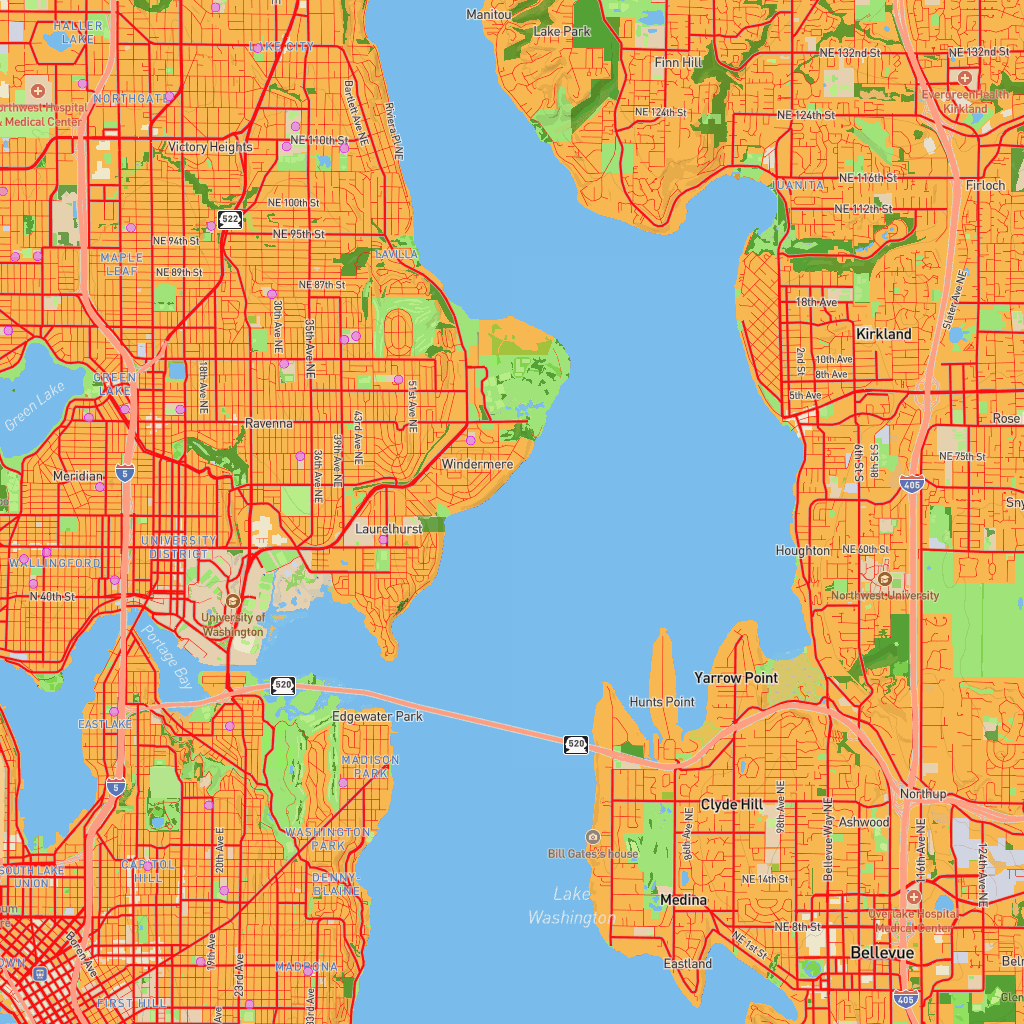 Manitou
HALLER
LAKE
Lake Park
LAKE CITY
NE 132nd St
NE 132nd St
Finn Hill
Northwest Hospital
& Medical Center
NORTHGATE
Bartlett Ave NE
Riviera Pl NE
EvergreenHealth
Kirkland
NE 124th St
NE 124th St
NE 110th St
Victory Heights
NE 116th St
JUANITA
Firloch
NE 100th St
NE 112th St
522
NE 95th St
NE 94th St
LAVILLA
MAPLE
LEAF
NE 89th St
NE 87th St
Slater Ave NE
18th Ave
30th Ave NE
35th Ave NE
Kirkland
2nd St
10th Ave
8th Ave
GREEN
LAKE
18th Ave NE
Green Lake
51st Ave NE
5th Ave
43rd Ave NE
Ravenna
Rose
39th Ave NE
36th Ave NE
6th St S
8th St S
NE 75th St
Windermere
Meridian
5
405
Laurelhurst
UNIVERSITY
DISTRICT
Houghton
NE 60th St
WALLINGFORD
N 40th St
Northwest University
University of
Washington
Portage Bay
520
Yarrow Point
Hunts Point
Edgewater Park
EASTLAKE
520
MADISON
PARK
5
Northup
Clyde Hill
98th Ave NE
Ashwood
Bellevue Way NE
WASHINGTON
PARK
86th Ave NE
116th Ave NE
124th Ave NE
Bill Gates's house
20th Ave E
CAPITOL
HILL
SOUTH LAKE
UNION
DENNY-
BLAINE
NE 14th St
Lake
Washington
Medina
Overlake Hospital
Medical Center
NE 8th St
Boren Ave
19th Ave
NE 1st St
Bellevue
Eastland
MADRONA
23rd Ave
33rd Ave
FIRST HILL
405